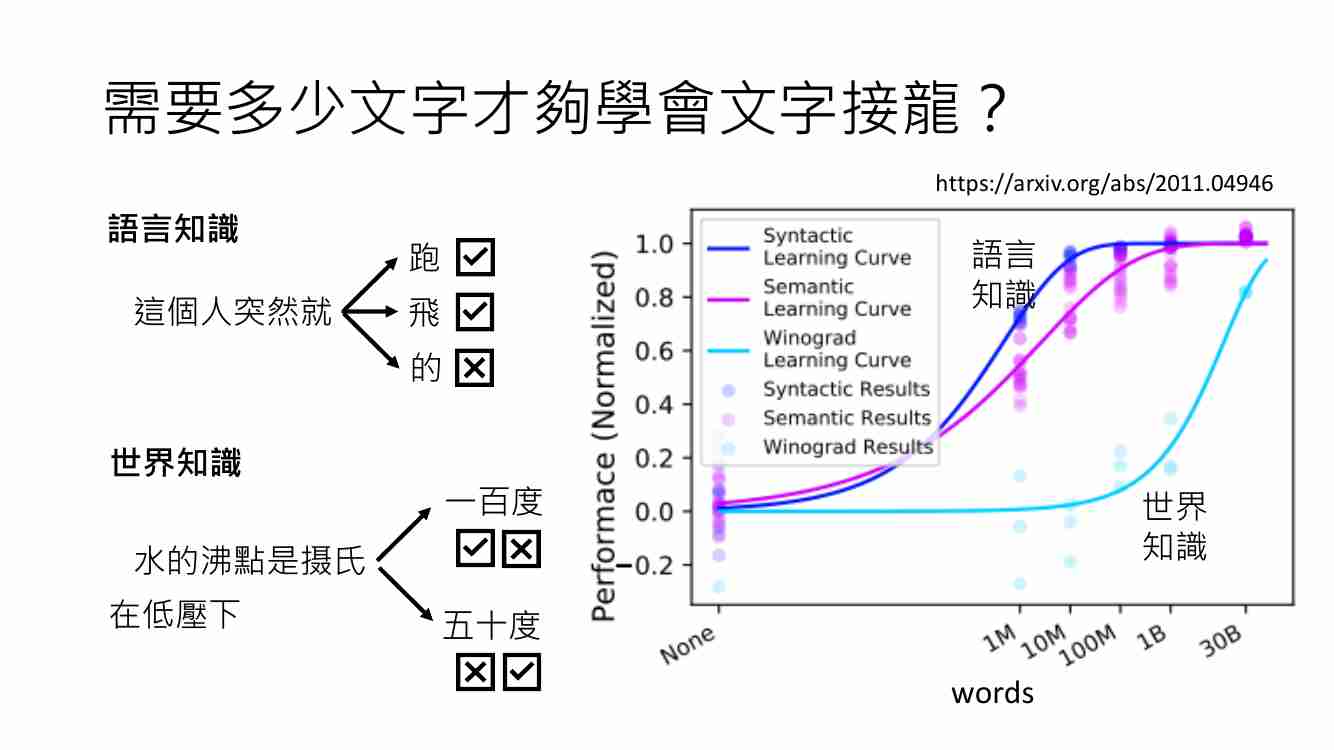 需要多少文字才夠學會文字接龍？
https://arxiv.org/abs/2011.04946
語言知識
這個人突然就
跑
飛
的
世界知識
水的沸點是摄氏
在低壓下
一百度
五十度
Performace (Normalized)
1.0
0.8
0.6
0.4
0.2
0.0
−0.2
Syntactic
Learning Curve
Semantic
Learning Curve
Winograd
Learning Curve
Syntactic Results
Semantic Results
Winograd Results
語言
知識
世界
知識
None
1M
10M
100M
1B
30B
words